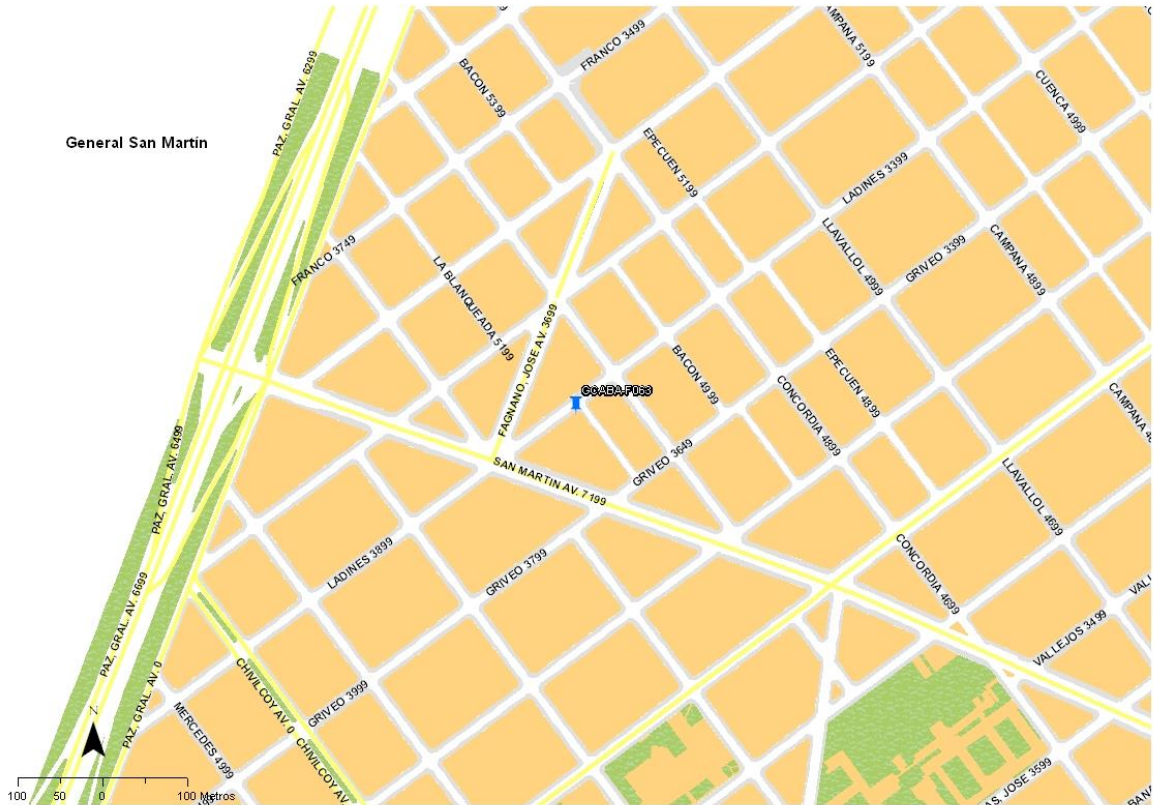 FRANCO 3499
CAMPANA 5199
PAZ, GRAL. AV. 6299
BACON 5399
CUENCA 4999
General San Martín
EPECUEN 5199
LADINES 3399
FRANCO 3749
LA BLANQUEADA 5199
LLAVALLOL 4999
GRIVEO 3399
CAMPANA 4899
FAGNANO, JOSE AV. 3699
BACON 4999
EPECUEN 4899
CONCORDIA 4899
GRIVEO 3649
SAN MARTIN AV. 7199
PAZ, GRAL. AV. 6499
LLAVALLOL 4699
LADINES 3899
GRIVEO 3799
CONCORDIA 4699
PAZ, GRAL. AV. 6699
VALLEJOS 3499
PAZ, GRAL. AV. 0
CHIVILCOY AV. 0
CHIVILCOY AV
GRIVEO 3999
MERCEDES 4999
S, JOSE 3599
100 50 0 100 Metros